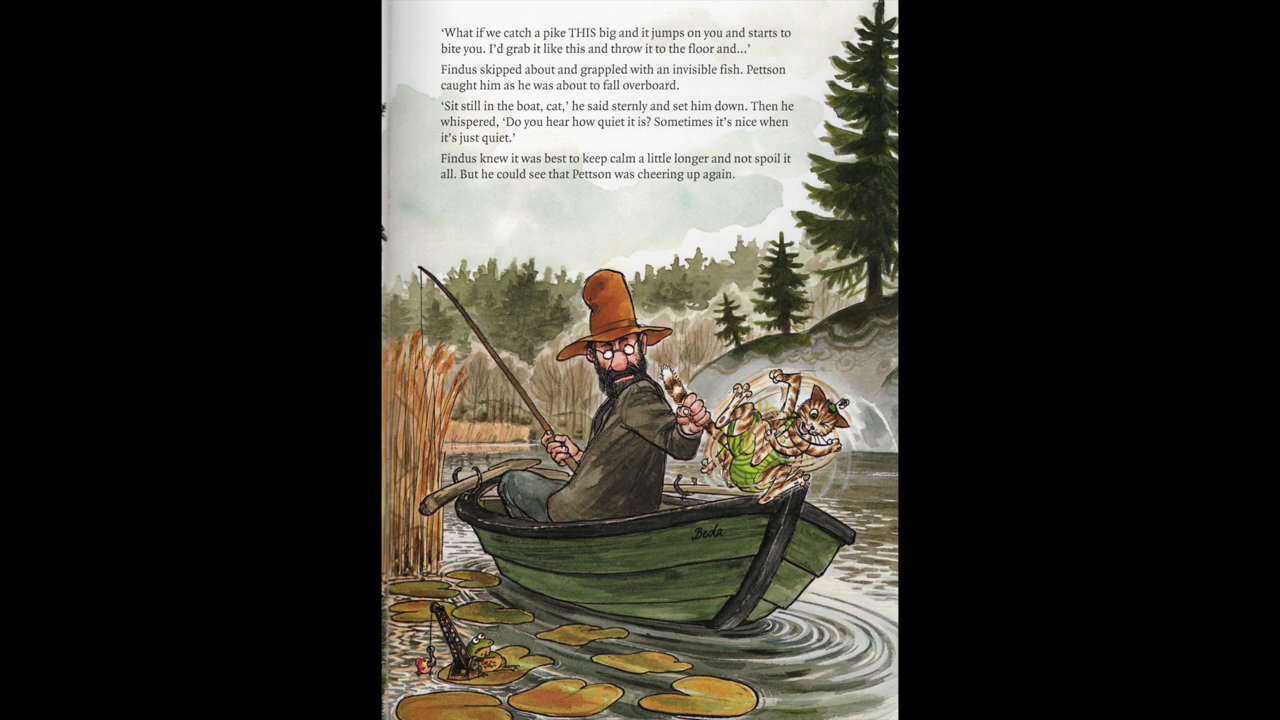 ‘What if we catch a pike THIS big and it jumps on you and starts to
bite you. I’d grab it like this and throw it to the floor and...’
Findus skipped about and grappled with an invisible fish. Pettson
caught him as he was about to fall overboard.
‘Sit still in the boat, cat,’ he said sternly and set him down. Then he
whispered, ‘Do you hear how quiet it is? Sometimes it’s nice when
it’s just quiet.’
Findus knew it was best to keep calm a little longer and not spoil it
all. But he could see that Pettson was cheering up again.
Beda